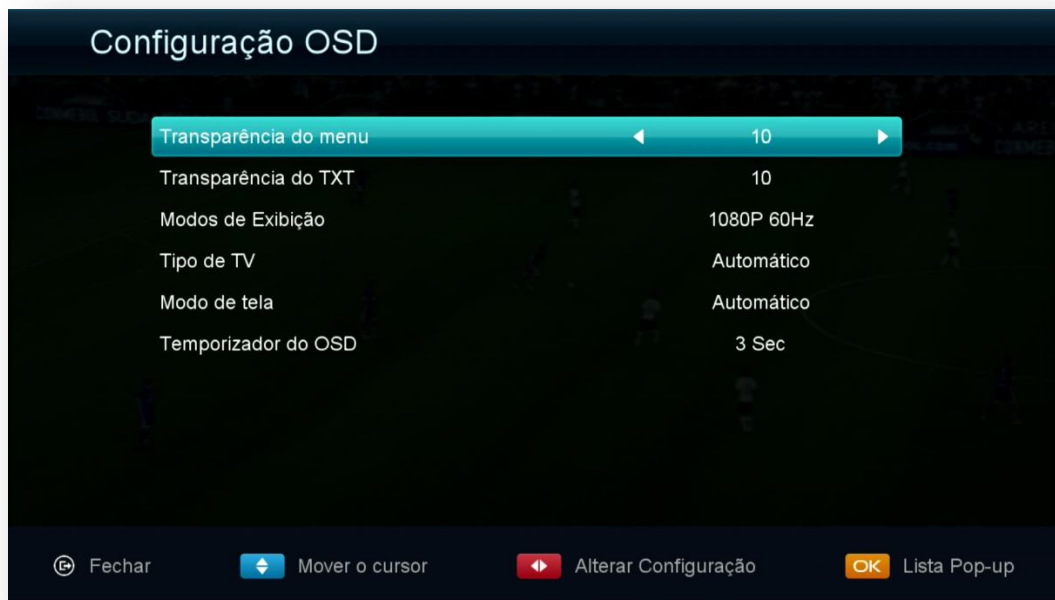 Configuração OSD
Transparência do menu 10
Transparência do TXT 10
Modos de Exibição 1080P 60Hz
Tipo de TV Automático
Modo de tela Automático
Temporizador do OSD 3 Sec
Fechar Mover o cursor Alterar Configuração OK Lista Pop-up